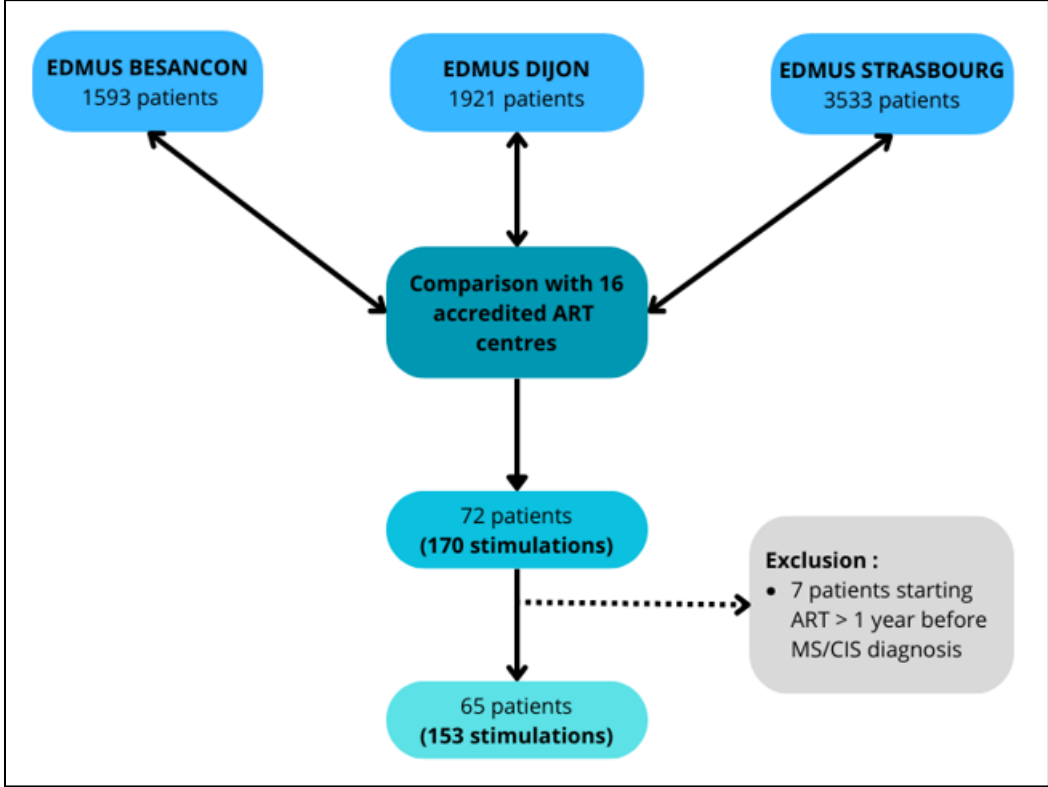 EDMUS BESANCON
1593 patients
EDMUS DIJON
1921 patients
EDMUS STRASBOURG
3533 patients
Comparison with 16
accredited ART
centres
72 patients
(170 stimulations)
Exclusion :
• 7 patients starting
ART > 1 year before
MS/CIS diagnosis
65 patients
(153 stimulations)